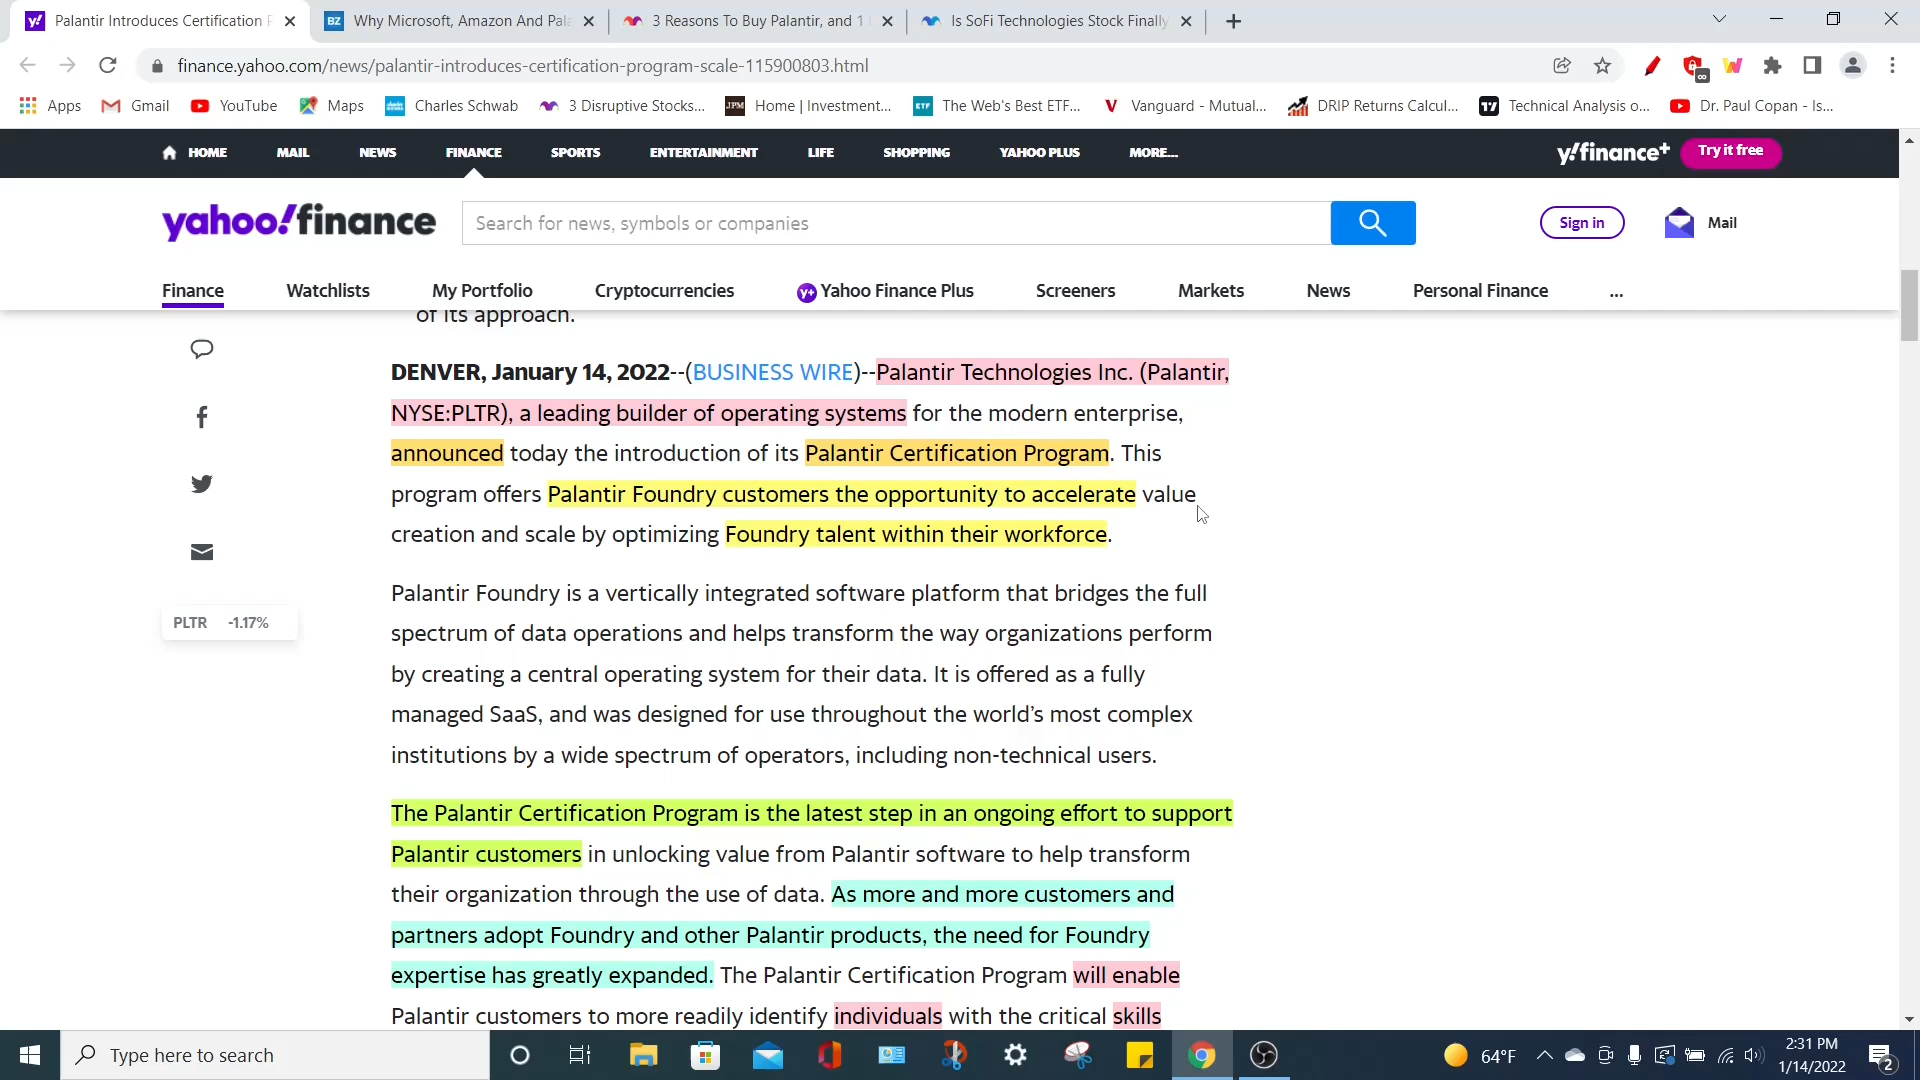 Palantir Introduces Certification P
Why Microsoft, Amazon And Pala
3 Reasons To Buy Palantir, and 1
Is SoFi Technologies Stock Finally
finance.yahoo.com/news/palantir-introduces-certification-program-scale-115900803.html
Apps
Gmail
YouTube
Maps
Charles Schwab
3 Disruptive Stocks...
Home | Investment...
The Web's Best ETF...
Vanguard - Mutual...
DRIP Returns Calcul...
Technical Analysis o...
Dr. Paul Copan - Is...
HOME
MAIL
NEWS
FINANCE
SPORTS
ENTERTAINMENT
LIFE
SHOPPING
YAHOO PLUS
MORE...
y!finance+
Try it free
yahoo!finance
Search for news, symbols or companies
Sign in
Mail
Finance
Watchlists
My Portfolio
Cryptocurrencies
Yahoo Finance Plus
Screeners
Markets
News
Personal Finance
...
of its approach.
DENVER, January 14, 2022--(BUSINESS WIRE)--Palantir Technologies Inc. (Palantir,
NYSE:PLTR), a leading builder of operating systems for the modern enterprise,
announced today the introduction of its Palantir Certification Program. This
program offers Palantir Foundry customers the opportunity to accelerate value
creation and scale by optimizing Foundry talent within their workforce.
PLTR -1.17%
Palantir Foundry is a vertically integrated software platform that bridges the full
spectrum of data operations and helps transform the way organizations perform
by creating a central operating system for their data. It is offered as a fully
managed SaaS, and was designed for use throughout the world’s most complex
institutions by a wide spectrum of operators, including non-technical users.
The Palantir Certification Program is the latest step in an ongoing effort to support
Palantir customers in unlocking value from Palantir software to help transform
their organization through the use of data. As more and more customers and
partners adopt Foundry and other Palantir products, the need for Foundry
expertise has greatly expanded. The Palantir Certification Program will enable
Palantir customers to more readily identify individuals with the critical skills
Type here to search
64°F
2:31 PM
1/14/2022
2